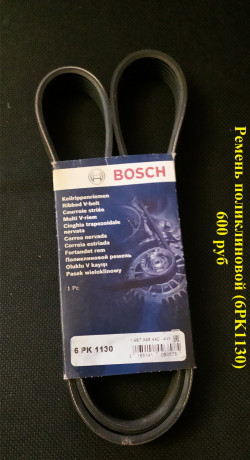 BOSCH
Keilrippenriemen
Ribbed V-belt
Courroie striée
Multi V-riem
Cinghia trapezoidale
nervata
Correa nervada
Correia estriada
Flertandet rem
Поликлиновой ремень
Oluklu V kayışı
Pasek wieloklinowy
1 Pc
6 PK 1130
Ремень поликлиновой (6PK1130)
600 руб